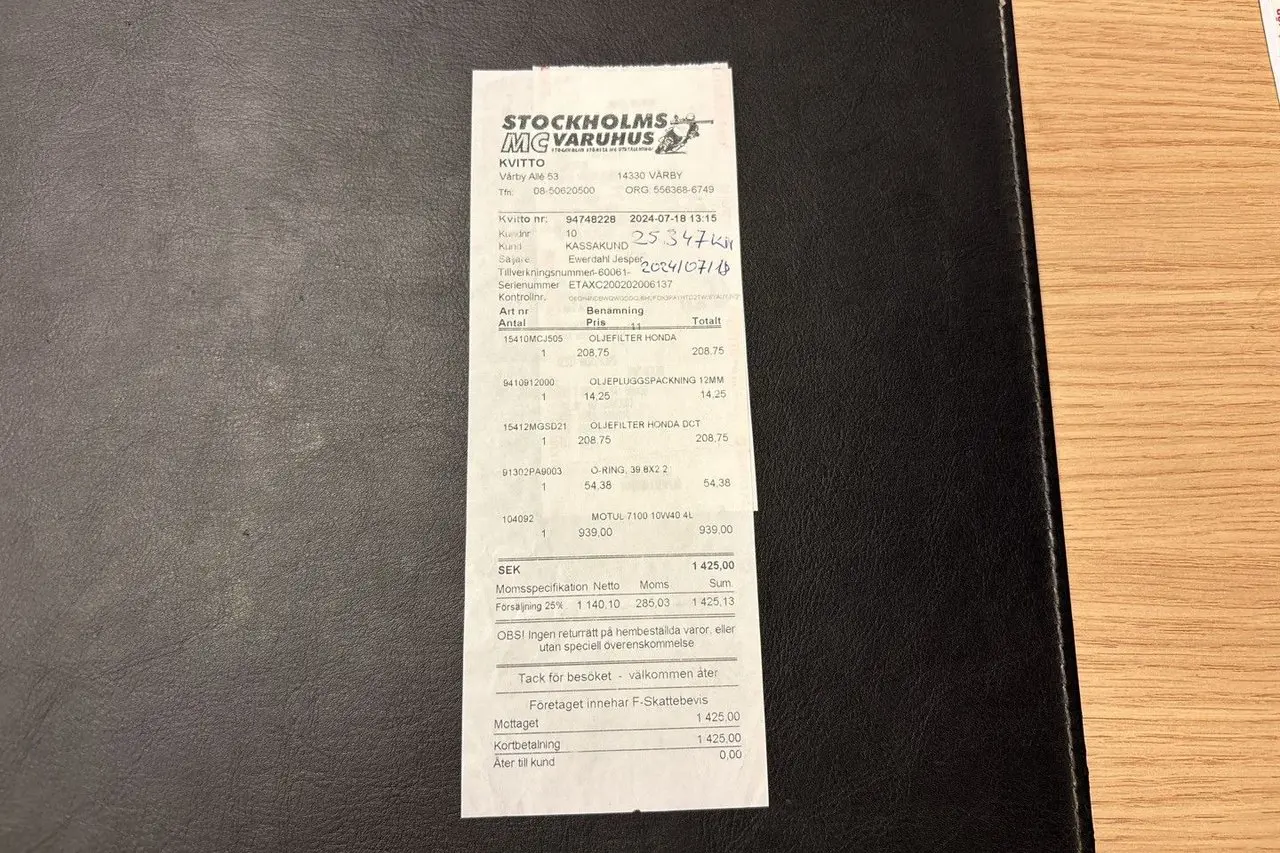 STOCKHOLMS
MC VARUHUS
KVITTO
Vårby Allé 53 14330 VÅRBY
Tfn: 08-50620500 ORG: 556368-6749
Kvitto nr: 94748228 2024-07-18 13:15
Kundnr 10 25347KM
Kund KASSAKUND
Säljare Ewerdahl Jesper 2024/07/18
Tillverkningsnummer-60061-
Serienummer ETAXC200202006137
Kontrollnr.
Art nr Benämning
Antal Pris Totalt
15410MCJ505 OLJEFILTER HONDA
1 208,75 208.75
9410912000 OLJEPLUGGSPACKNING 12MM
1 14,25 14,25
15412MGSD21 OLJEFILTER HONDA DCT
1 208,75 208,75
91302PA9003 O-RING, 39.8X2.2
1 54,38 54,38
104092 MOTUL 7100 10W40 4L
1 939,00 939,00
SEK 1 425,00
Momsspecifikation Netto Moms Sum.
Försäljning 25% 1 140,10 285,03 1 425,13
OBS! Ingen returrätt på hembeställda varor, eller
utan speciell överenskommelse
Tack för besöket - välkommen åter
Företaget innehar F-Skattebevis
Mottaget 1 425,00
Kortbetalning 1 425,00
Åter till kund 0,00